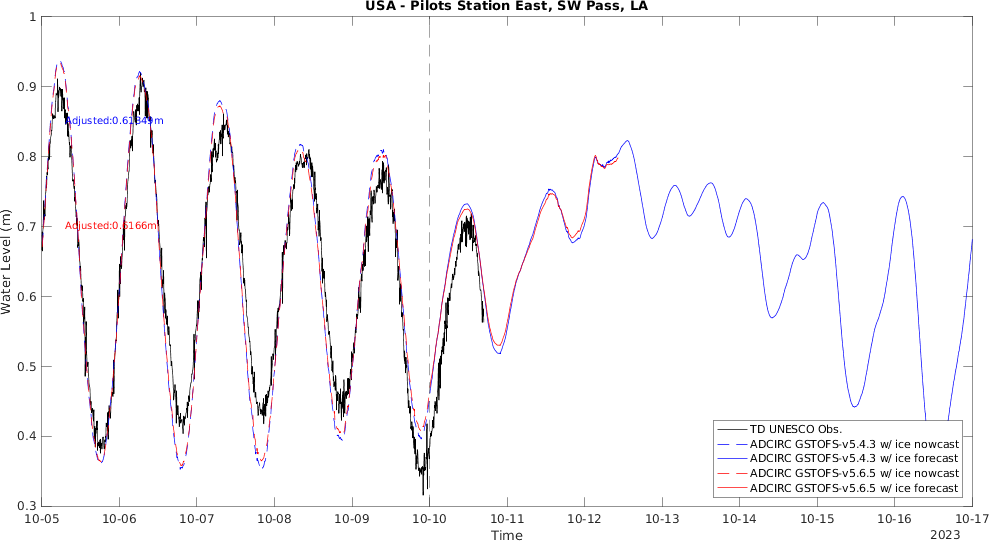 USA - Pilots Station East, SW Pass, LA
1
0.9
0.8
0.7
0.6
0.5
0.4
0.3
Water Level (m)
Adjusted:0.61849m
Adjusted:0.6166m
TD UNESCO Obs.
ADCIRC GSTOFS-v5.4.3 w/ ice nowcast
ADCIRC GSTOFS-v5.4.3 w/ ice forecast
ADCIRC GSTOFS-v5.6.5 w/ ice nowcast
ADCIRC GSTOFS-v5.6.5 w/ ice forecast
10-05 10-06 10-07 10-08 10-09 10-10 10-11 10-12 10-13 10-14 10-15 10-16 10-17
Time
2023